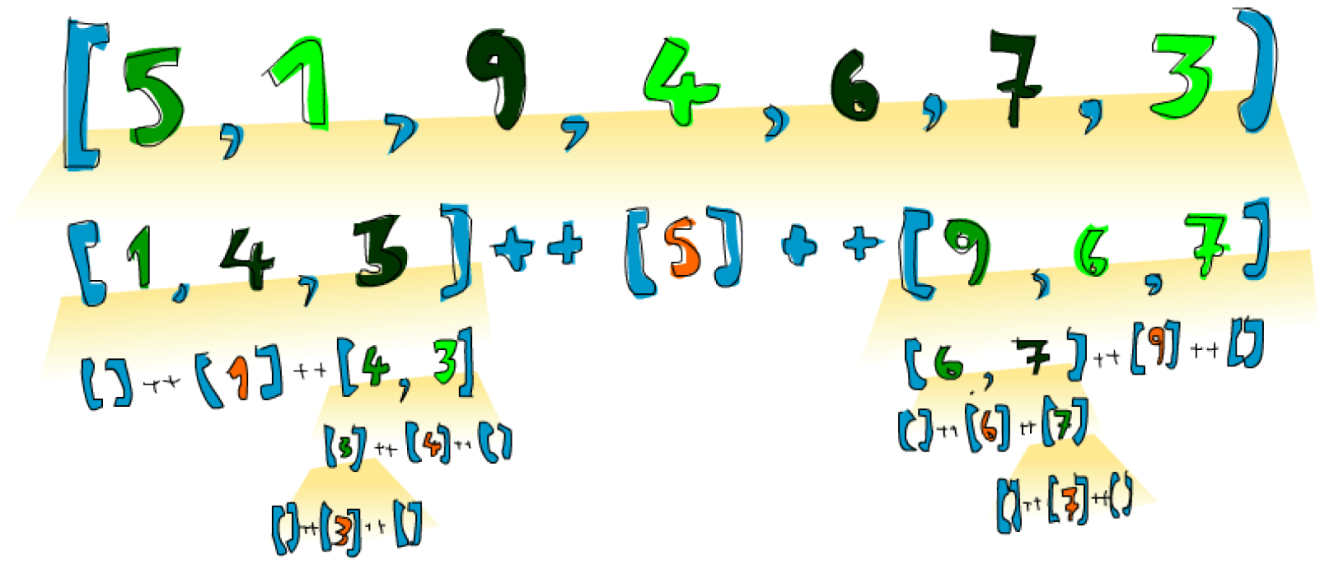 [5, 1, 9, 4, 6, 7, 3]
[1, 4, 3] ++ [5] ++ [9, 6, 7]
[] ++ [1] ++ [4, 3]
[6, 7] ++ [9] ++ []
[3] ++ [4] ++ []
[] ++ [6] ++ [7]
[] ++ [3] ++ []
[] ++ [7] ++ []